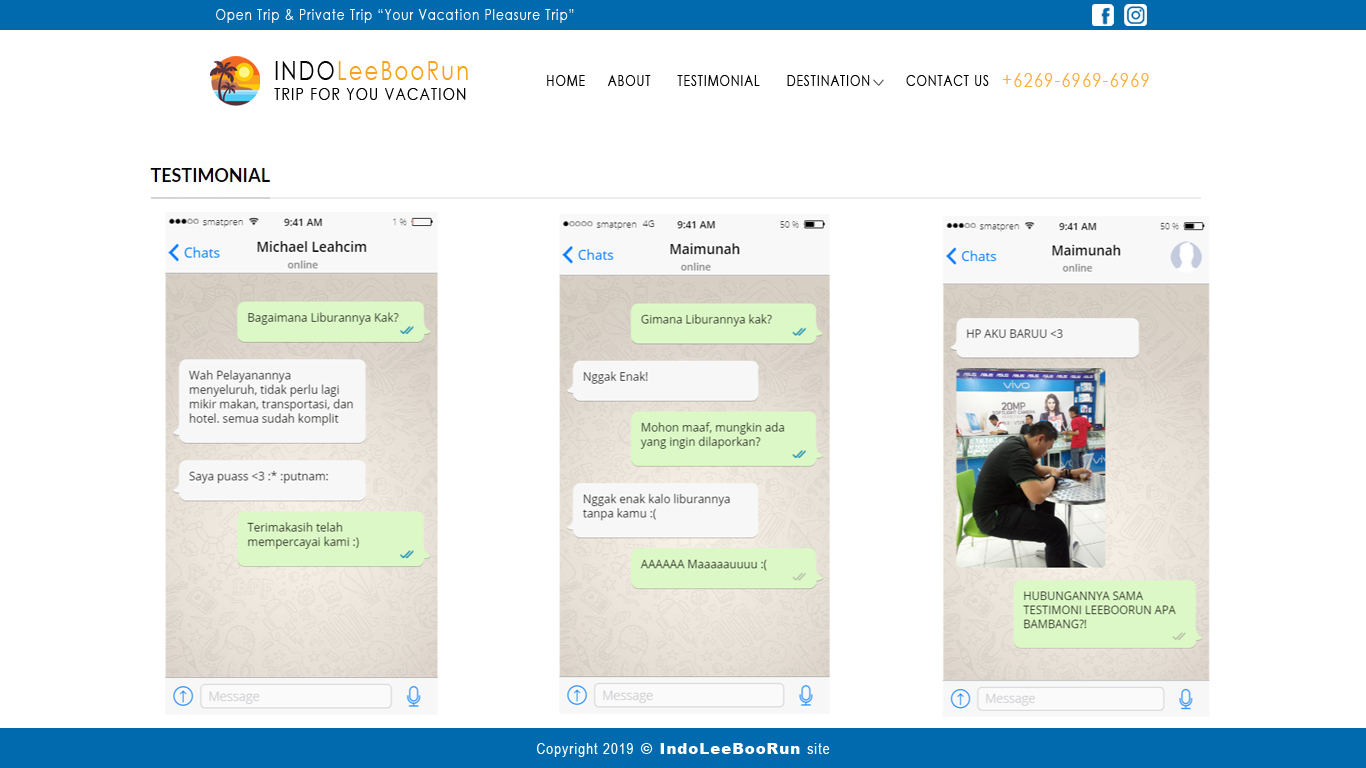 Open Trip & Private Trip “Your Vacation Pleasure Trip”
INDOLeeBooRun
TRIP FOR YOU VACATION
HOME ABOUT TESTIMONIAL DESTINATION CONTACT US +6269-6969-6969
TESTIMONIAL
smatpren 9:41 AM 1 %
Chats
Michael Leahcim
online
Bagaimana Liburannya Kak?
Wah Pelayanannya
menyeluruh, tidak perlu lagi
mikir makan, transportasi, dan
hotel. semua sudah komplit
Saya puass <3 :* :putnam:
Terimakasih telah
mempercayai kami :)
Message
smatpren 4G 9:41 AM 50 %
Chats
Maimunah
online
Gimana Liburannya kak?
Nggak Enak!
Mohon maaf, mungkin ada
yang ingin dilaporkan?
Nggak enak kalo liburannya
tanpa kamu :(
AAAAAA Maaaaauuuu :(
Message
smatpren 9:41 AM 50 %
Chats
Maimunah
online
HP AKU BARUU <3
ASUS
vivo
20MP
HUBUNGANNYA SAMA
TESTIMONI LEEBOORUN APA
BAMBANG?!
Message
Copyright 2019 © IndoLeeBooRun site